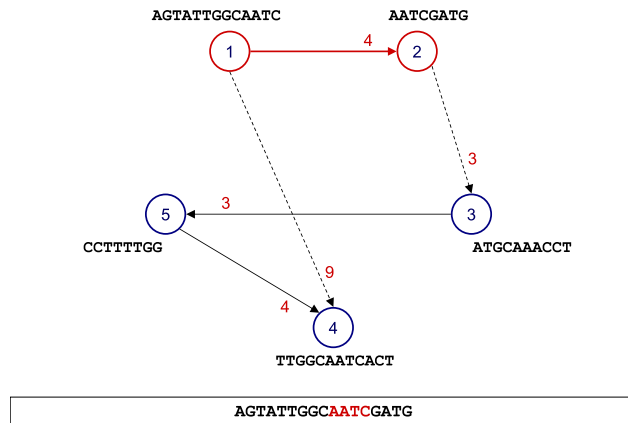 AGTATTGGCAATC AATCGATG
1 4 2
3
5 3 3
CCTTTTGG ATGCAAACCT
9
4 4
TTGGCAATCACT
AGTATTGGCAATCGATG